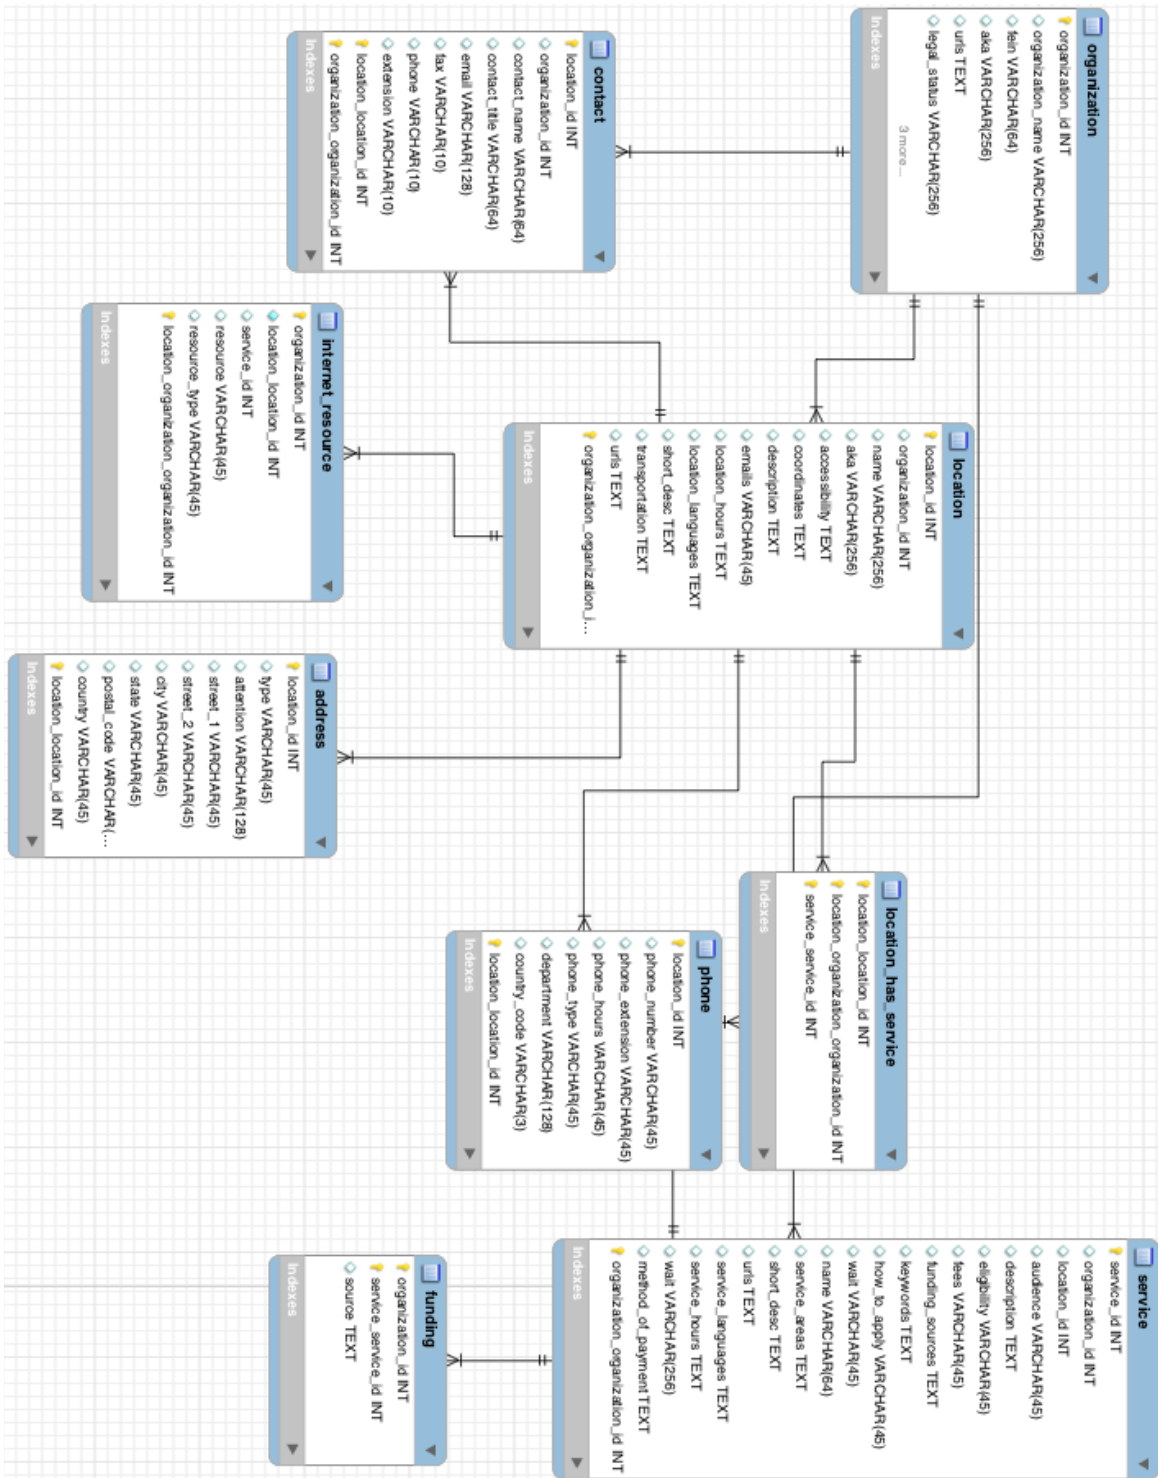 organization
organization_id INT
organization_name VARCHAR(256)
fein VARCHAR(64)
aka VARCHAR(256)
urls TEXT
legal_status VARCHAR(256)
3 more...
Indexes
contact
location_id INT
organization_id INT
contact_name VARCHAR(64)
contact_title VARCHAR(64)
email VARCHAR(128)
fax VARCHAR(10)
phone VARCHAR(10)
extension VARCHAR(10)
location_location_id INT
organization_organization_id INT
Indexes
location
location_id INT
organization_id INT
name VARCHAR(256)
aka VARCHAR(256)
accessibility TEXT
coordinates TEXT
description TEXT
emails VARCHAR(45)
location_hours TEXT
location_languages TEXT
short_desc TEXT
transportation TEXT
urls TEXT
organization_organization_i...
Indexes
internet_resource
organization_id INT
location_location_id INT
service_id INT
resource VARCHAR(45)
resource_type VARCHAR(45)
location_organization_organization_id INT
Indexes
address
location_id INT
type VARCHAR(45)
attention VARCHAR(128)
street_1 VARCHAR(45)
street_2 VARCHAR(45)
city VARCHAR(45)
state VARCHAR(45)
postal_code VARCHAR(...
country VARCHAR(45)
location_location_id INT
Indexes
location_has_service
location_location_id INT
location_organization_organization_id INT
service_service_id INT
Indexes
phone
location_id INT
phone_number VARCHAR(45)
phone_extension VARCHAR(45)
phone_hours VARCHAR(45)
phone_type VARCHAR(45)
department VARCHAR(128)
country_code VARCHAR(3)
location_location_id INT
Indexes
service
service_id INT
organization_id INT
location_id INT
audience VARCHAR(45)
description TEXT
eligibility VARCHAR(45)
fees VARCHAR(45)
funding_sources TEXT
keywords TEXT
how_to_apply VARCHAR(45)
wait VARCHAR(45)
name VARCHAR(64)
service_areas TEXT
short_desc TEXT
urls TEXT
service_languages TEXT
service_hours TEXT
wait VARCHAR(256)
method_of_payment TEXT
organization_organization_id INT
Indexes
funding
organization_id INT
service_service_id INT
source TEXT
Indexes